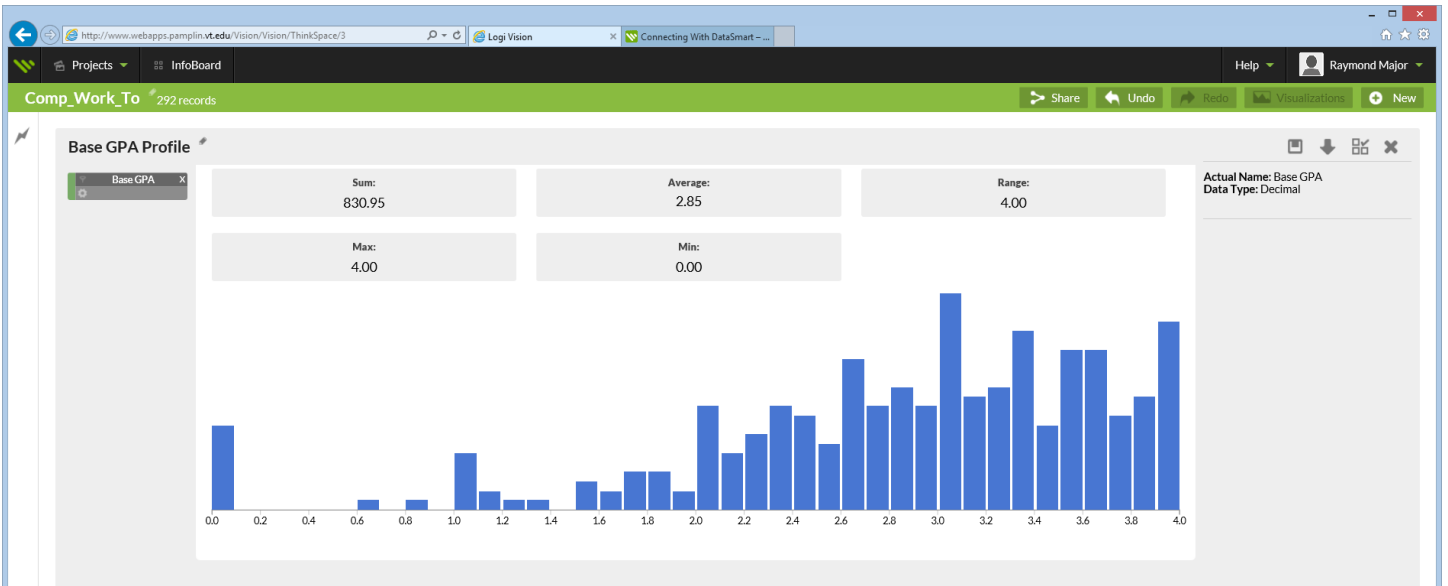 http://www.webapps.pamplin.vt.edu/Vision/Vision/ThinkSpace/3 Logi Vision × Connecting With DataSmart – ...
Projects InfoBoard Help Raymond Major
Comp_Work_To 292 records Share Undo Redo Visualizations New
Base GPA Profile
Base GPA X
Sum: Average: Range:
830.95 2.85 4.00
Max: Min:
4.00 0.00
Actual Name: Base GPA
Data Type: Decimal
0.0 0.2 0.4 0.6 0.8 1.0 1.2 1.4 1.6 1.8 2.0 2.2 2.4 2.6 2.8 3.0 3.2 3.4 3.6 3.8 4.0